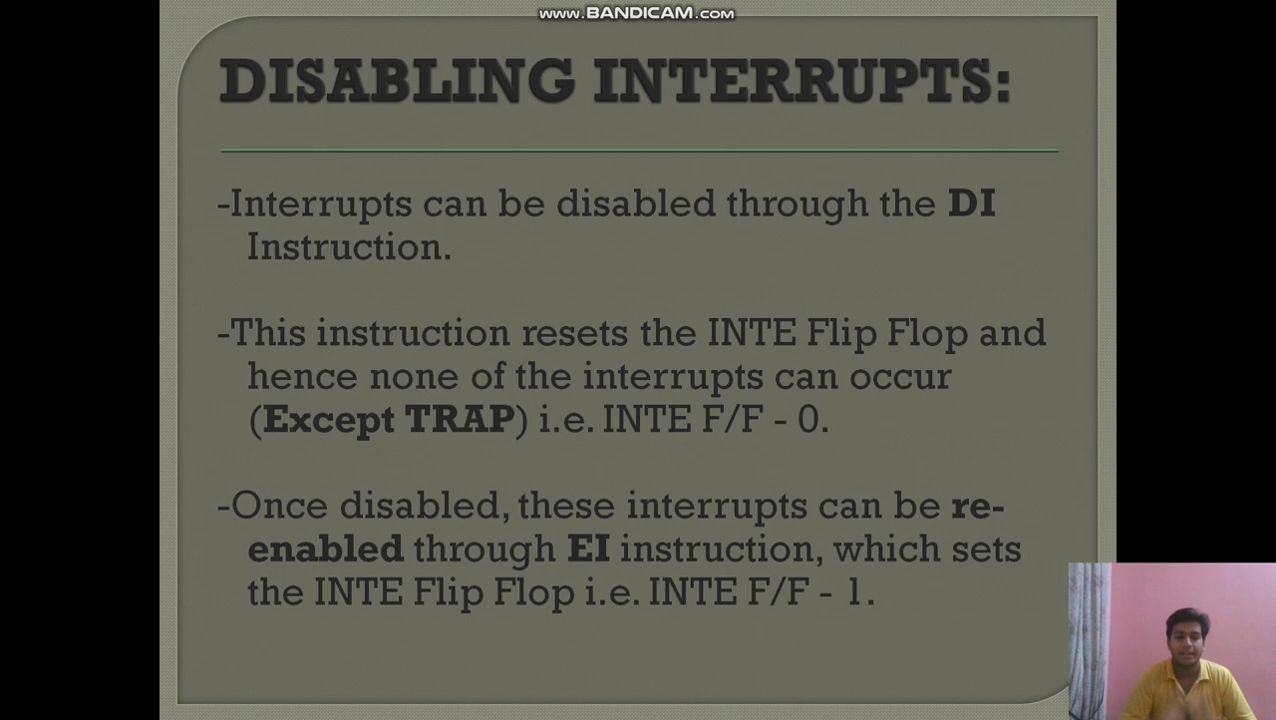 www.BANDICAM.com
DISABLING INTERRUPTS:
-Interrupts can be disabled through the DI
Instruction.
-This instruction resets the INTE Flip Flop and
hence none of the interrupts can occur
(Except TRAP) i.e. INTE F/F - 0.
-Once disabled, these interrupts can be re-
enabled through EI instruction, which sets
the INTE Flip Flop i.e. INTE F/F - 1.